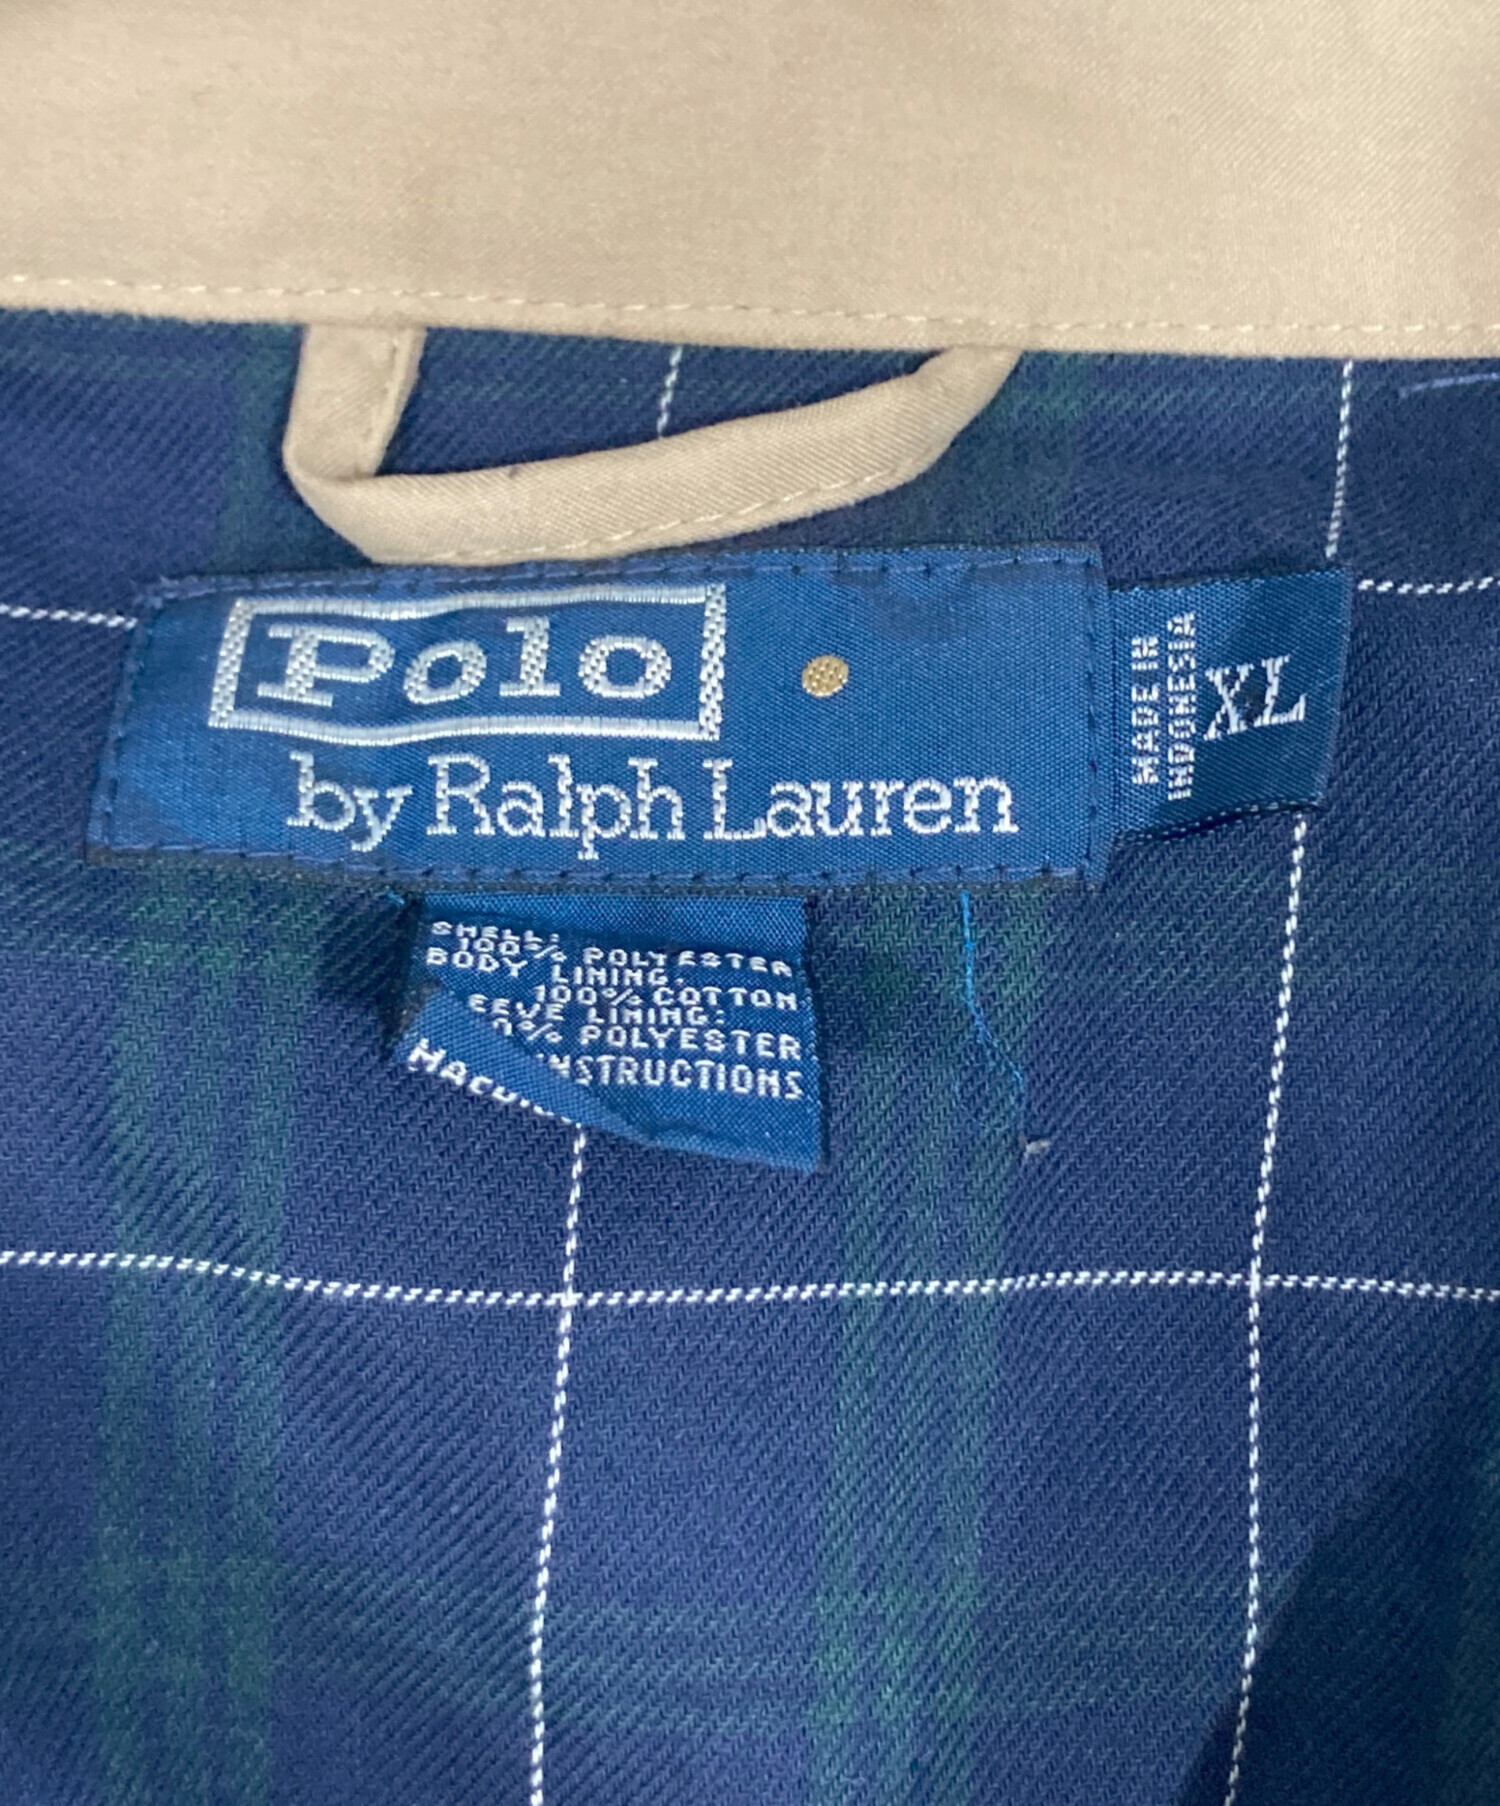 Polo
by Ralph Lauren
MADE IN
INDONESIA
XL
SHELL:
100% POLYESTER
BODY LINING:
100% COTTON
EEVE LINING:
0% POLYESTER
INSTRUCTIONS